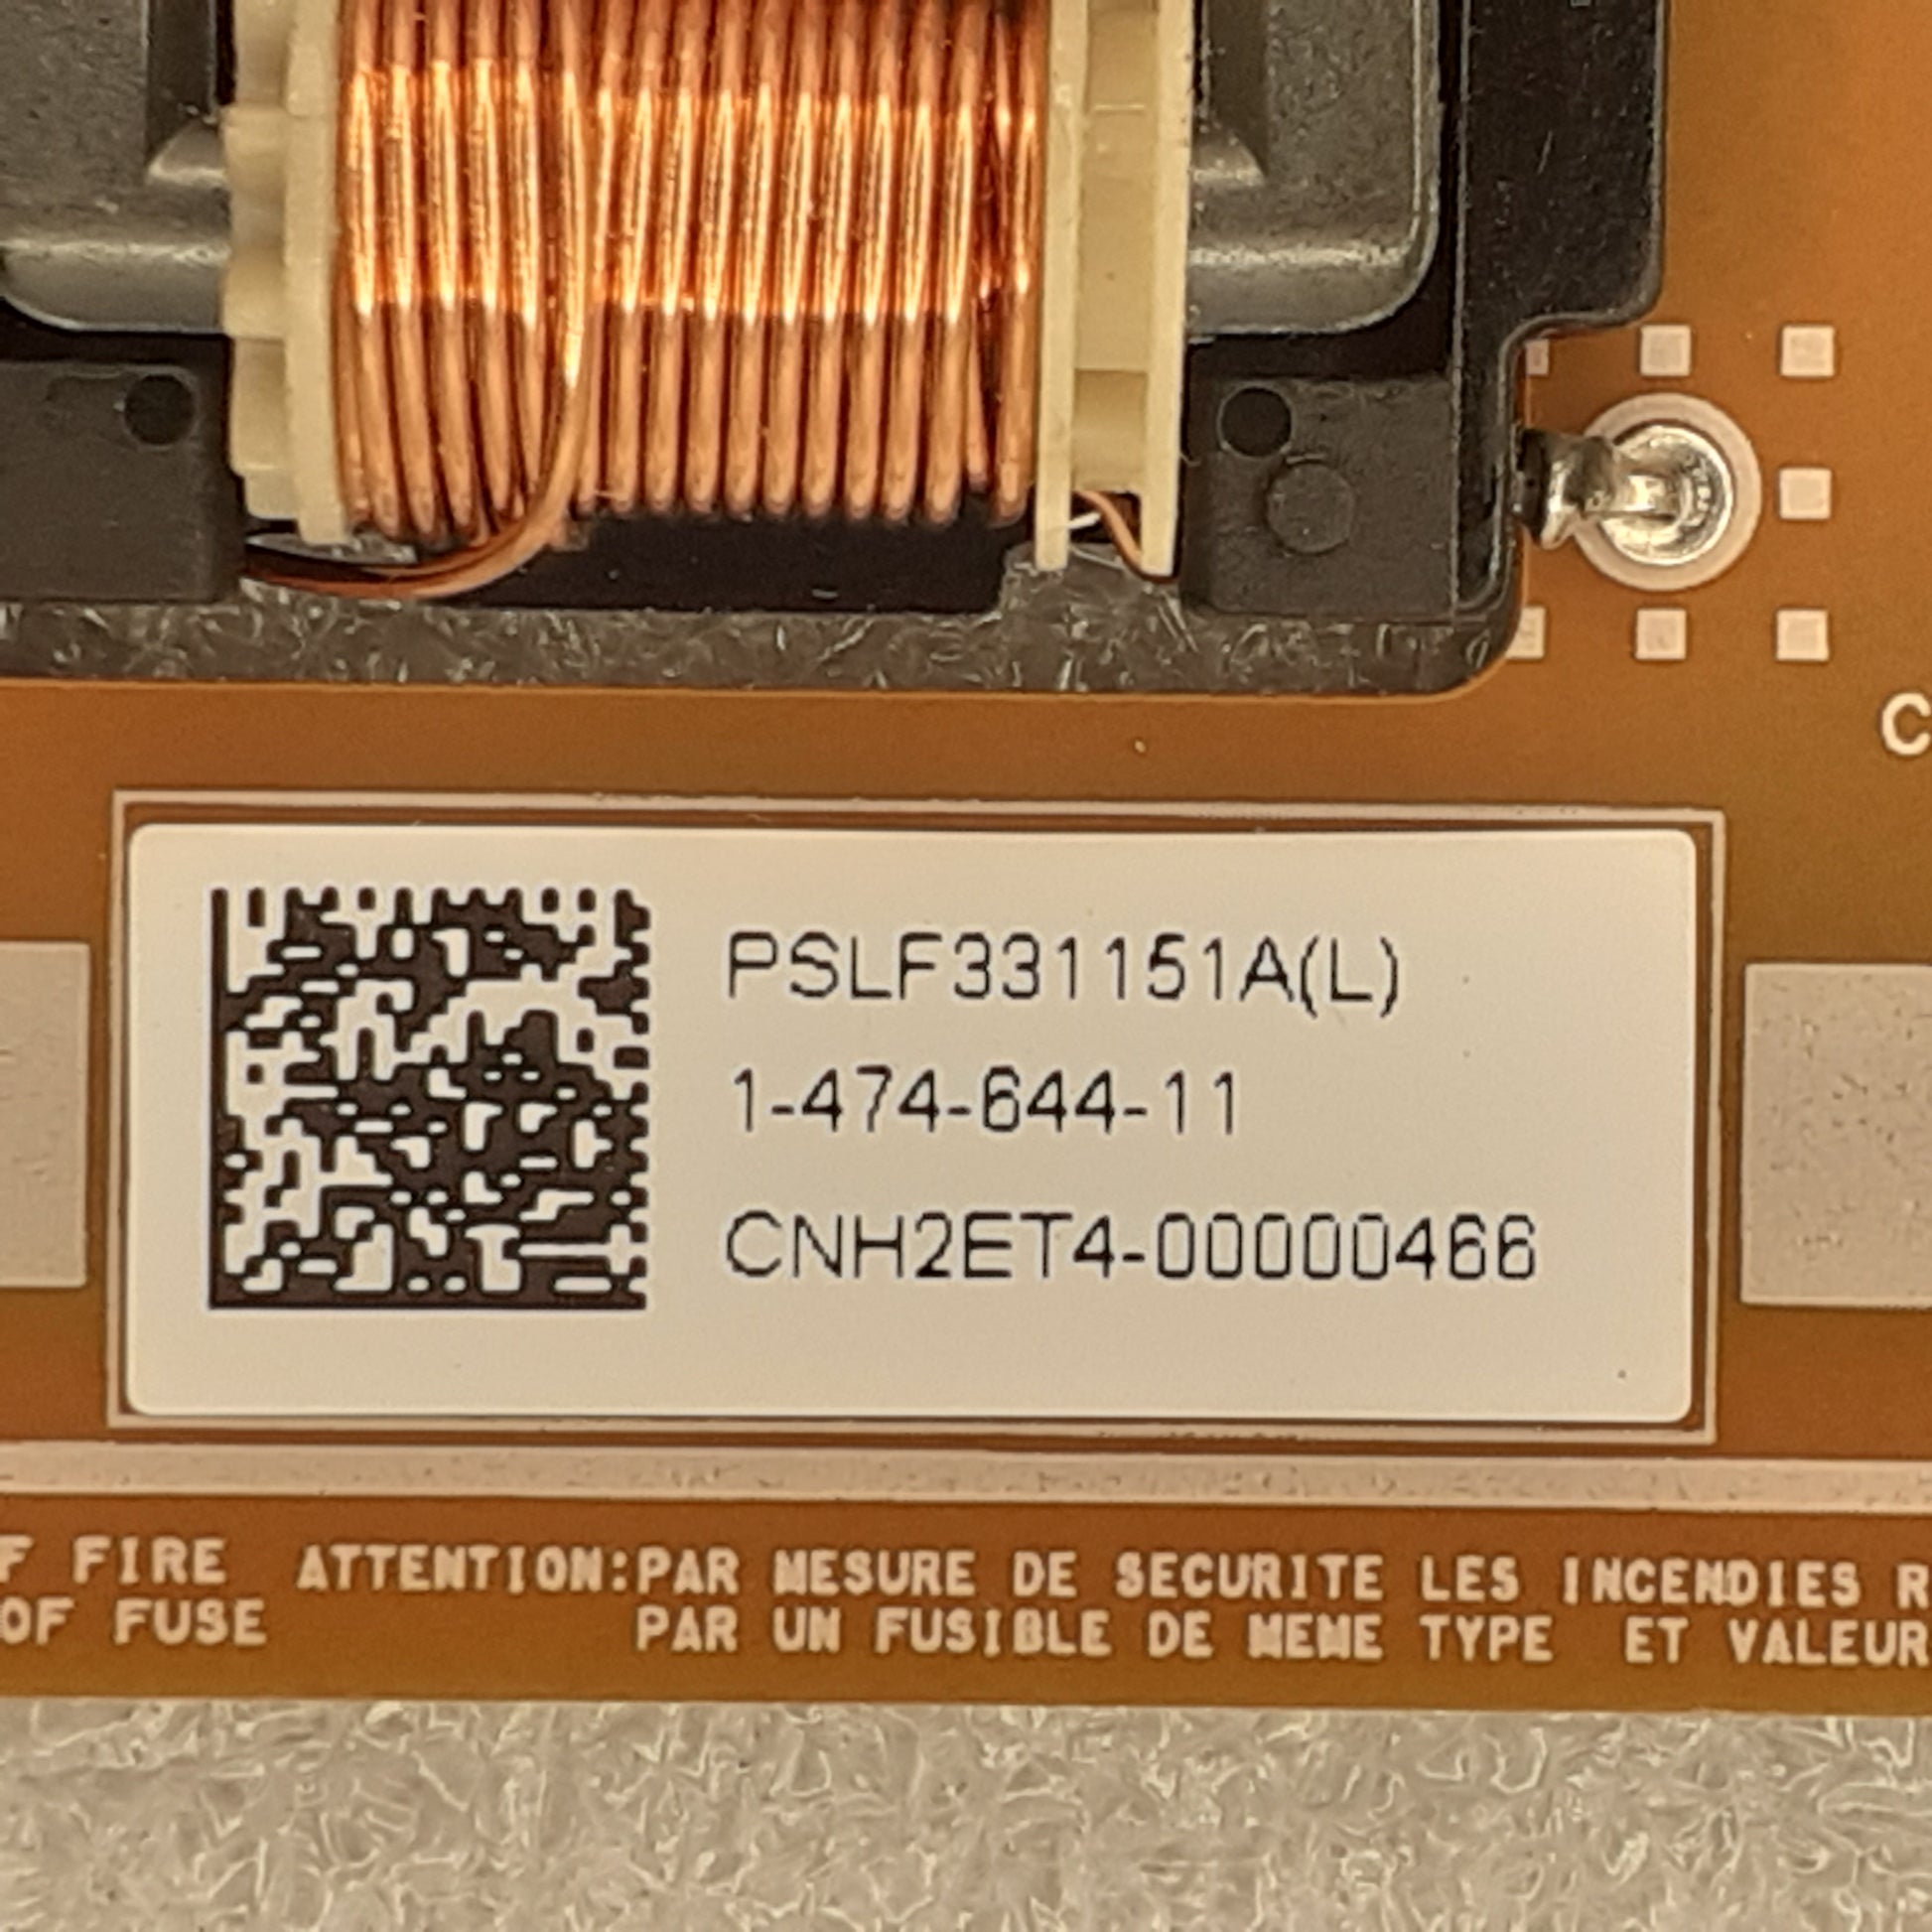 C
PSLF331151A(L)
1-474-644-11
CNH2ET4-00000466
F FIRE ATTENTION:PAR MESURE DE SECURITE LES INCENDIES R
OF FUSE PAR UN FUSIBLE DE MEME TYPE ET VALEUR